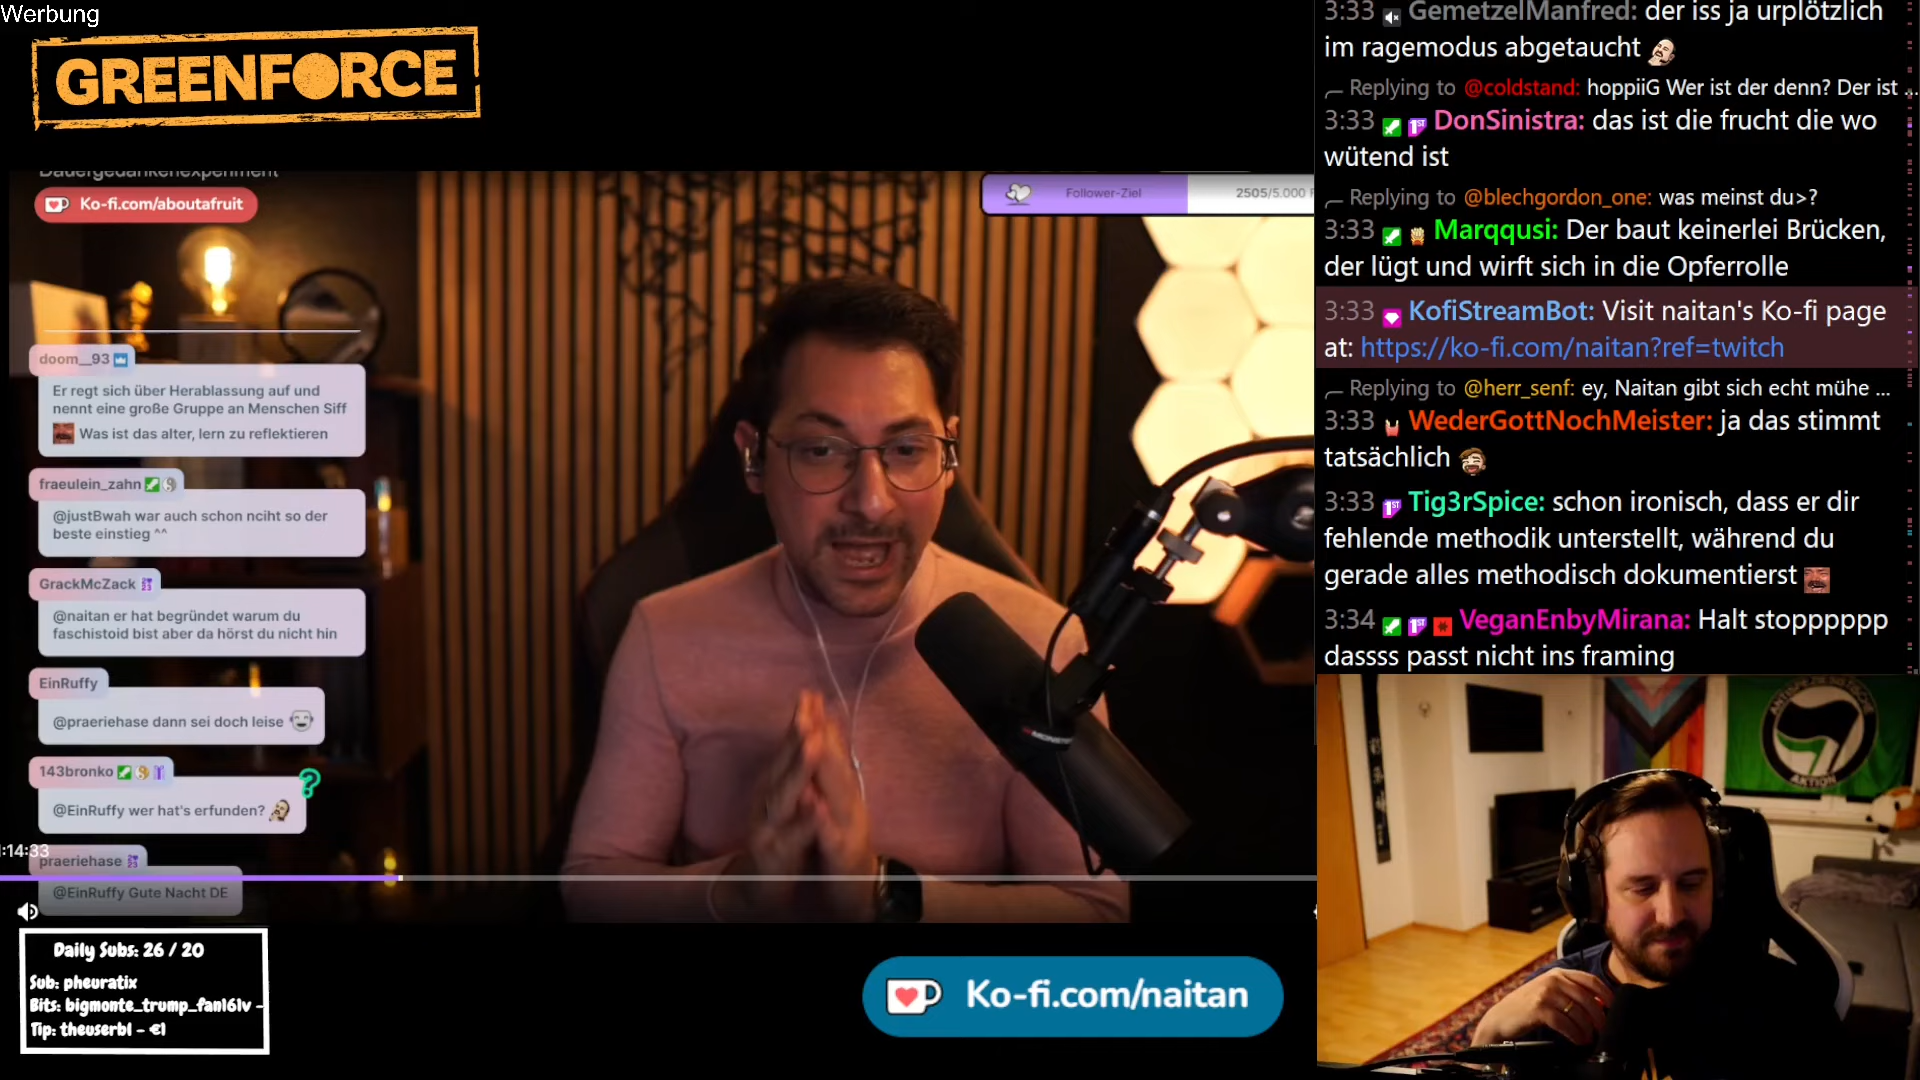 Werbung
GREENFORCE
Dauergedankenexperiment
Ko-fi.com/aboutafruit
Follower-Ziel
2505/5.000
doom__93
Er regt sich über Herablassung auf und
nennt eine große Gruppe an Menschen Siff
Was ist das alter, lern zu reflektieren
fraeulein_zahn
@justBwah war auch schon nciht so der
beste einstieg ^^
GrackMcZack
@naitan er hat begründet warum du
faschistoid bist aber da hörst du nicht hin
EinRuffy
@praeriehase dann sei doch leise
143bronko
@EinRuffy wer hat's erfunden?
:14:33
praeriehase
@EinRuffy Gute Nacht DE
Daily Subs: 26 / 20
Sub: pheuratix
Bits: bigmonte_trump_fan161v -
Tip: theuserbl - €1
Ko-fi.com/naitan
3:33 GemetzelManfred: der iss ja urplötzlich
im ragemodus abgetaucht
Replying to @coldstand: hoppiiG Wer ist der denn? Der ist ...
3:33 DonSinistra: das ist die frucht die wo
wütend ist
Replying to @blechgordon_one: was meinst du>?
3:33 Marqqusi: Der baut keinerlei Brücken,
der lügt und wirft sich in die Opferrolle
3:33 KofiStreamBot: Visit naitan's Ko-fi page
at: https://ko-fi.com/naitan?ref=twitch
Replying to @herr_senf: ey, Naitan gibt sich echt mühe ...
3:33 WederGottNochMeister: ja das stimmt
tatsächlich
3:33 Tig3rSpice: schon ironisch, dass er dir
fehlende methodik unterstellt, während du
gerade alles methodisch dokumentierst
3:34 VeganEnbyMirana: Halt stopppppp
dassss passt nicht ins framing
AKTION